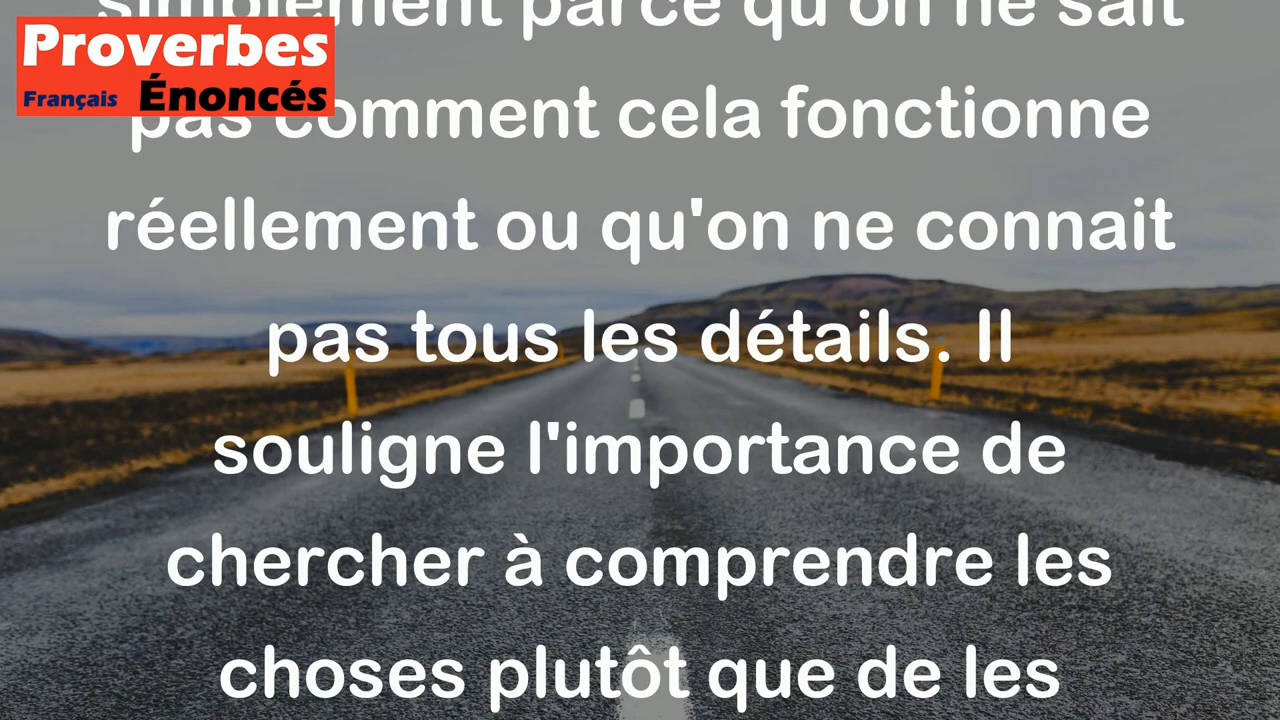 simplement parce qu'on ne sait
Proverbes
Français Énoncés
pas comment cela fonctionne
réellement ou qu'on ne connait
pas tous les détails. Il
souligne l'importance de
chercher à comprendre les
choses plutôt que de les